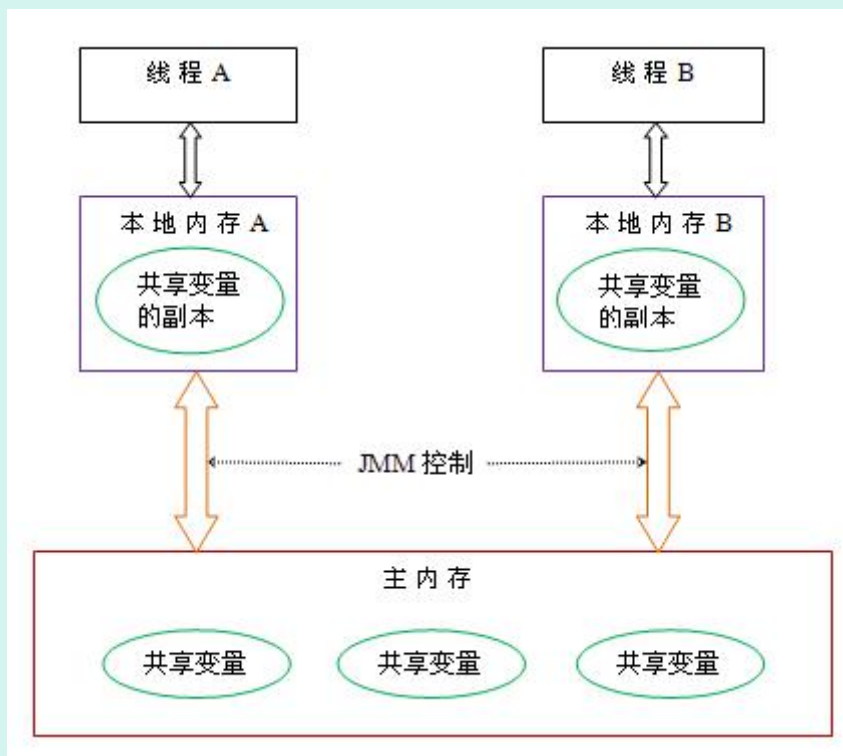 线程 A
线程 B
本地内存 A
本地内存 B
共享变量
的副本
共享变量
的副本
JMM 控制
主内存
共享变量
共享变量
共享变量